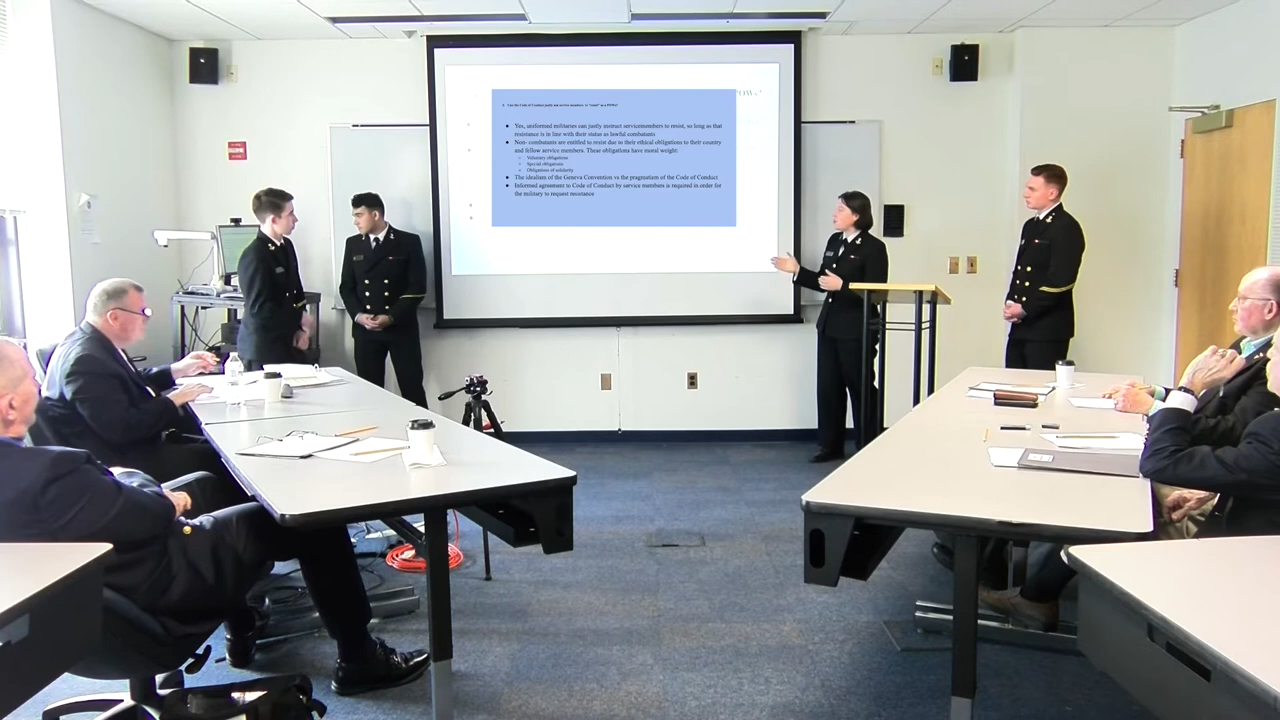 POWs?
1. Can the Code of Conduct justly ask service members to "resist" as a POWs?
● Yes, uniformed militaries can justly instruct servicemembers to resist, so long as that
resistance is in line with their status as lawful combatants
● Non- combatants are entitled to resist due to their ethical obligations to their country
and fellow service members. These obligations have moral weight:
○ Voluntary obligations
○ Special obligations
○ Obligations of solidarity
● The idealism of the Geneva Convention vs the pragmatism of the Code of Conduct
● Informed agreement to Code of Conduct by service members is required in order for
the military to request resistance